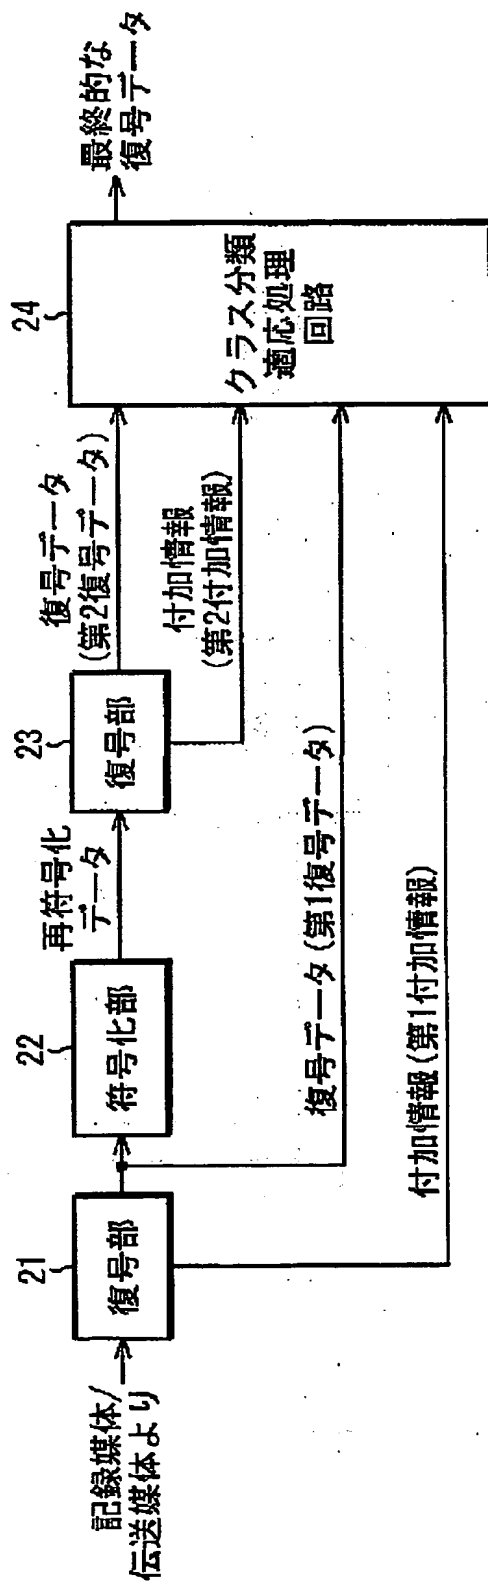 記録媒体/
伝送媒体より
21
復号部
22
符号化部
再符号化
データ
23
復号部
復号データ
(第2復号データ)
付加情報
(第2付加情報)
復号データ(第1復号データ)
付加情報(第1付加情報)
24
クラス分類
適応処理
回路
最終的な
復号データ